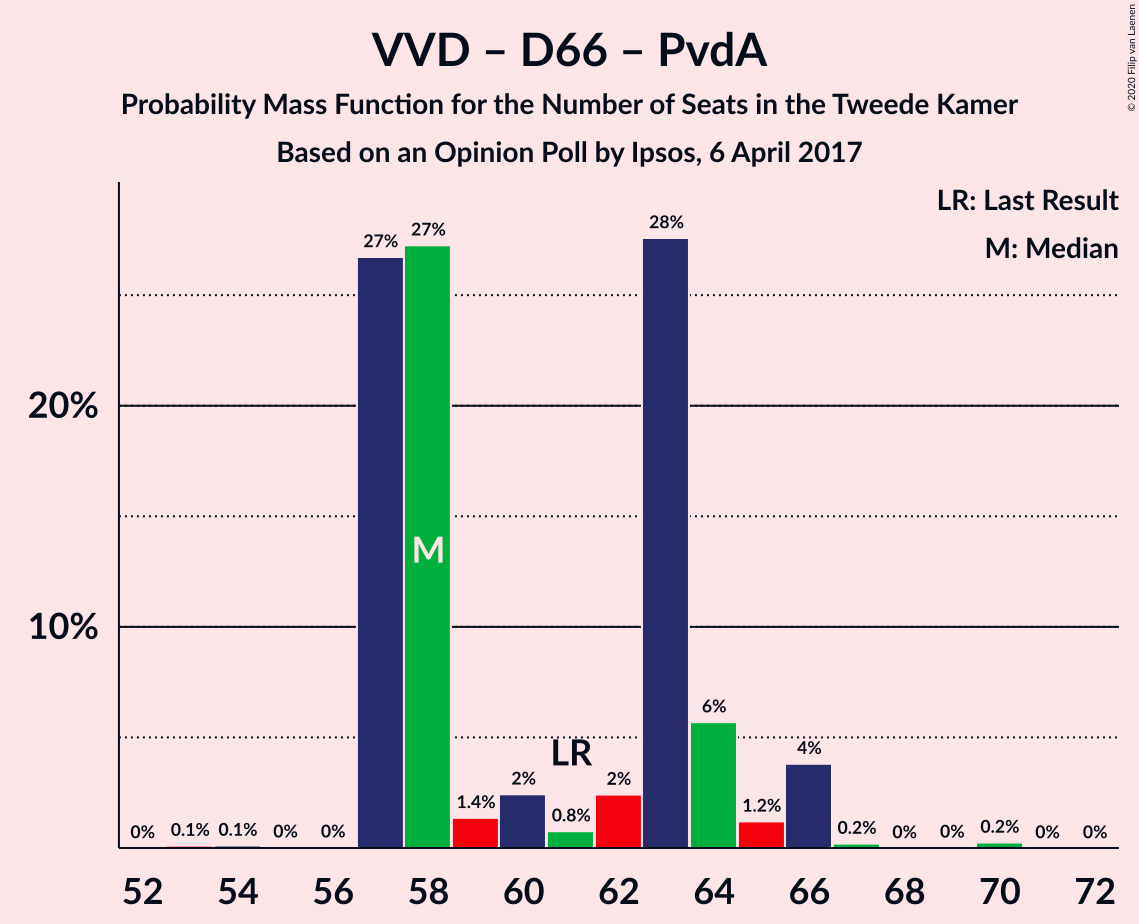 VVD – D66 – PvdA
Probability Mass Function for the Number of Seats in the Tweede Kamer
Based on an Opinion Poll by Ipsos, 6 April 2017
© 2020 Filip van Laenen
LR: Last Result
M: Median
20%
10%
0% 0.1% 0.1% 0% 0% 27% 27% 1.4% 2% 0.8% 2% 28% 6% 1.2% 4% 0.2% 0% 0% 0.2% 0% 0%
M
LR
52 54 56 58 60 62 64 66 68 70 72